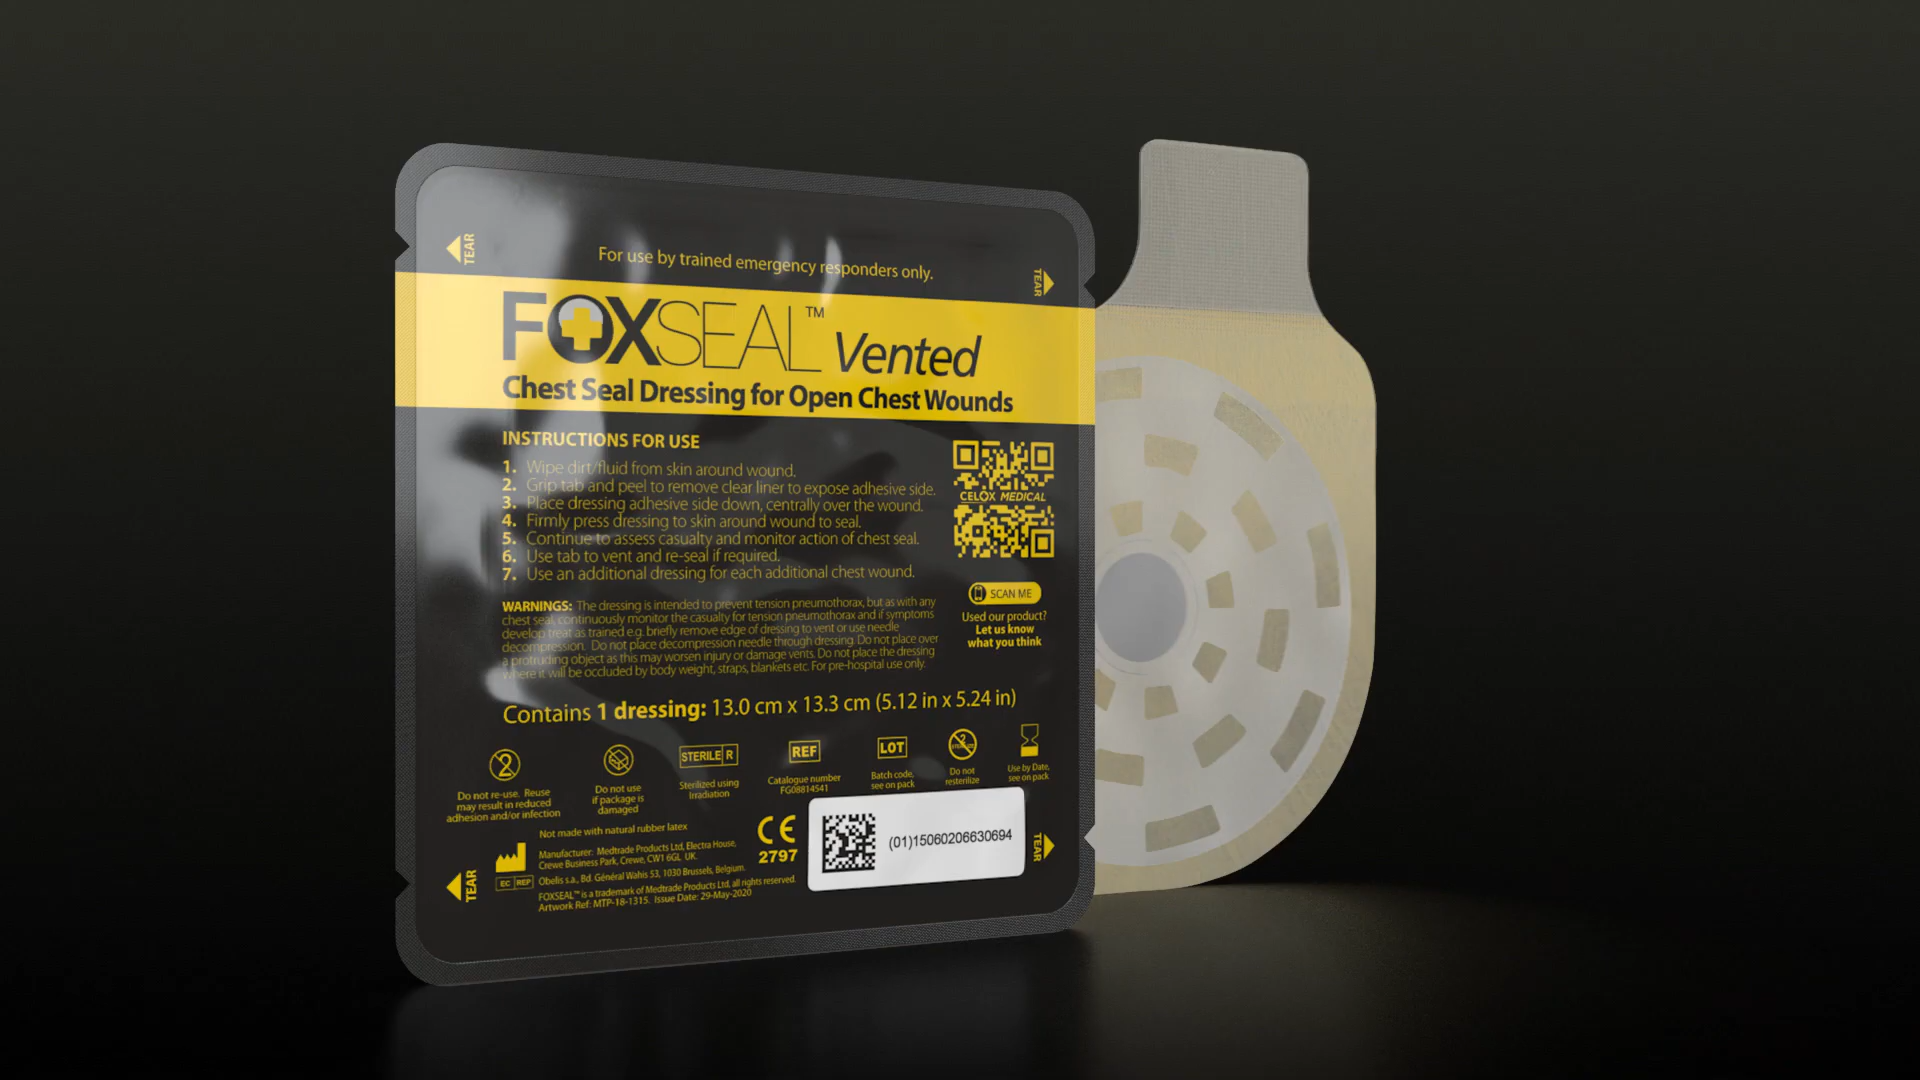 TEAR
For use by trained emergency responders only.
TEAR
FOXSEAL™ Vented
Chest Seal Dressing for Open Chest Wounds
INSTRUCTIONS FOR USE
1. Wipe dirt/fluid from skin around wound.
2. Grip tab and peel to remove clear liner to expose adhesive side.
3. Place dressing adhesive side down, centrally over the wound.
4. Firmly press dressing to skin around wound to seal.
5. Continue to assess casualty and monitor action of chest seal.
6. Use tab to vent and re-seal if required.
7. Use an additional dressing for each additional chest wound.
CELOX MEDICAL
SCAN ME
Used our product?
Let us know
what you think
WARNINGS: The dressing is intended to prevent tension pneumothorax, but as with any
chest seal, continuously monitor the casualty for tension pneumothorax and if symptoms
develop treat as trained e.g. briefly remove edge of dressing to vent or use needle
decompression. Do not place decompression needle through dressing. Do not place over
a protruding object as this may worsen injury or damage vents. Do not place the dressing
where it will be occluded by body weight, straps, blankets etc. For pre-hospital use only.
Contains 1 dressing: 13.0 cm x 13.3 cm (5.12 in x 5.24 in)
2
Do not re-use. Reuse
may result in reduced
adhesion and/or infection
Do not use
if package is
damaged
STERILE R
Sterilized using
Irradiation
REF
Catalogue number
FG08814541
LOT
Batch code,
see on pack
2
Do not
resterilize
Use by Date,
see on pack
Not made with natural rubber latex
Manufacturer: Medtrade Products Ltd, Electra House,
Crewe Business Park, Crewe, CW1 6GL UK.
EC REP
Obelis s.a., Bd. Général Wahis 53, 1030 Brussels, Belgium.
FOXSEAL™ is a trademark of Medtrade Products Ltd, all rights reserved.
Artwork Ref: MTP-18-1315. Issue Date: 29-May-2020
CE
2797
(01)15060206630694
TEAR
TEAR